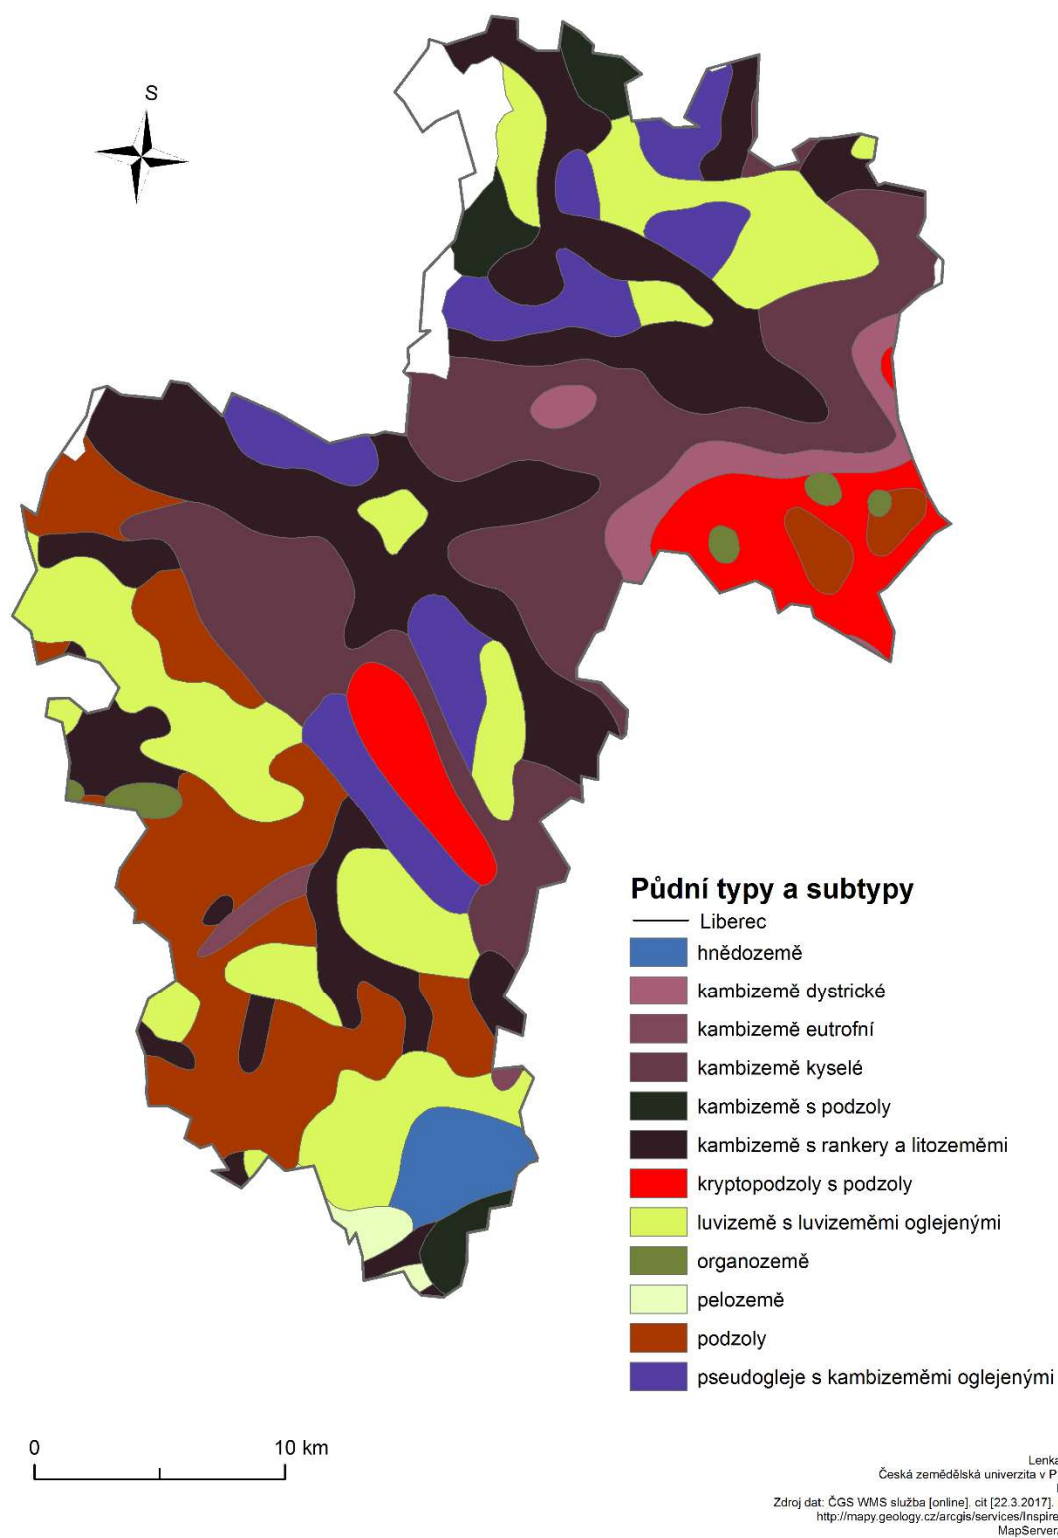 S
Půdní typy a subtypy
Liberec
hnědozemě
kambizemě dystrické
kambizemě eutrofní
kambizemě kyselé
kambizemě s podzoly
kambizemě s rankery a litozeměmi
kryptopodzoly s podzoly
luvizemě s luvizeměmi oglejenými
organozemě
pelozemě
podzoly
pseudogleje s kambizeměmi oglejenými
0 10 km
Lenka
Česká zemědělská univerzita v P
Zdroj dat: ČGS WMS služba [online]. cit [22.3.2017].
http://mapy.geology.cz/arcgis/services/Inspire
MapServer